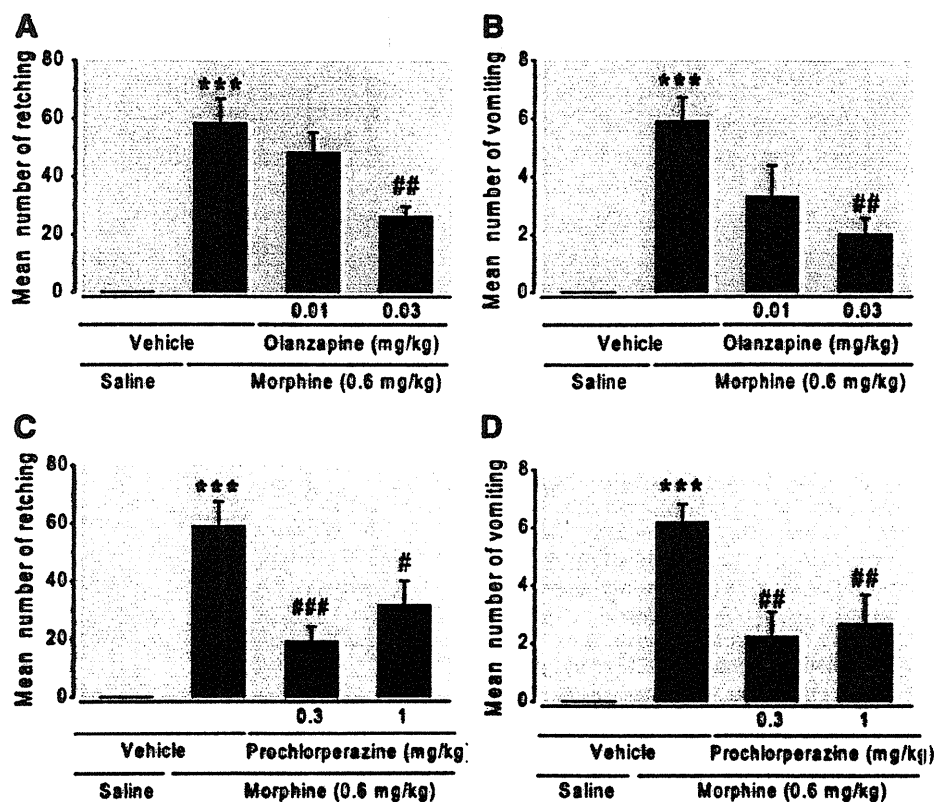 A
Mean number of retching
80
60
40
20
0
***
##
0.01 0.03
Vehicle Olanzapine (mg/kg)
Saline Morphine (0.6 mg/kg)
B
Mean number of vomiting
8
6
4
2
0
***
##
0.01 0.03
Vehicle Olanzapine (mg/kg)
Saline Morphine (0.6 mg/kg)
C
Mean number of retching
80
60
40
20
0
***
###
#
0.3 1
Vehicle Prochlorperazine (mg/kg)
Saline Morphine (0.6 mg/kg)
D
Mean number of vomiting
8
6
4
2
0
***
##
##
0.3 1
Vehicle Prochlorperazine (mg/kg)
Saline Morphine (0.6 mg/kg)